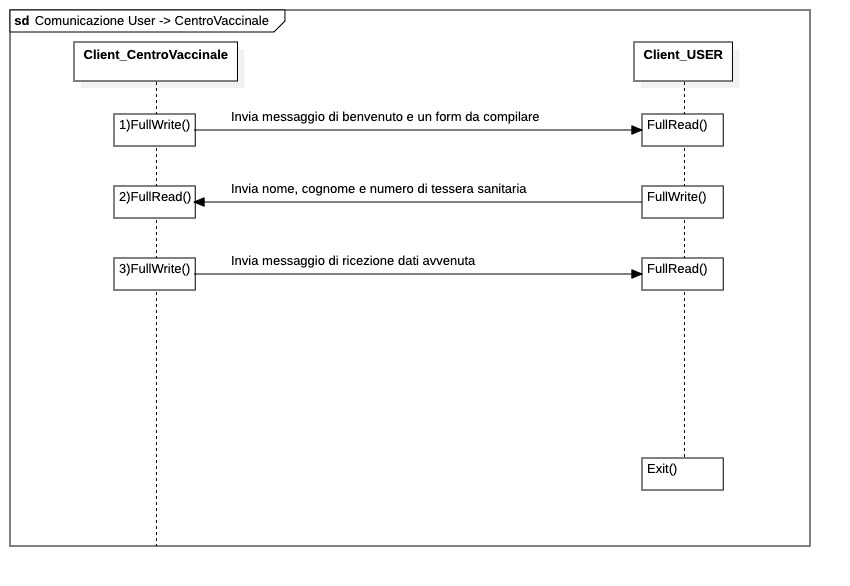 sd Comunicazione User -> CentroVaccinale
Client_CentroVaccinale
Client_USER
1)FullWrite()
Invia messaggio di benvenuto e un form da compilare
FullRead()
2)FullRead()
Invia nome, cognome e numero di tessera sanitaria
FullWrite()
3)FullWrite()
Invia messaggio di ricezione dati avvenuta
FullRead()
Exit()